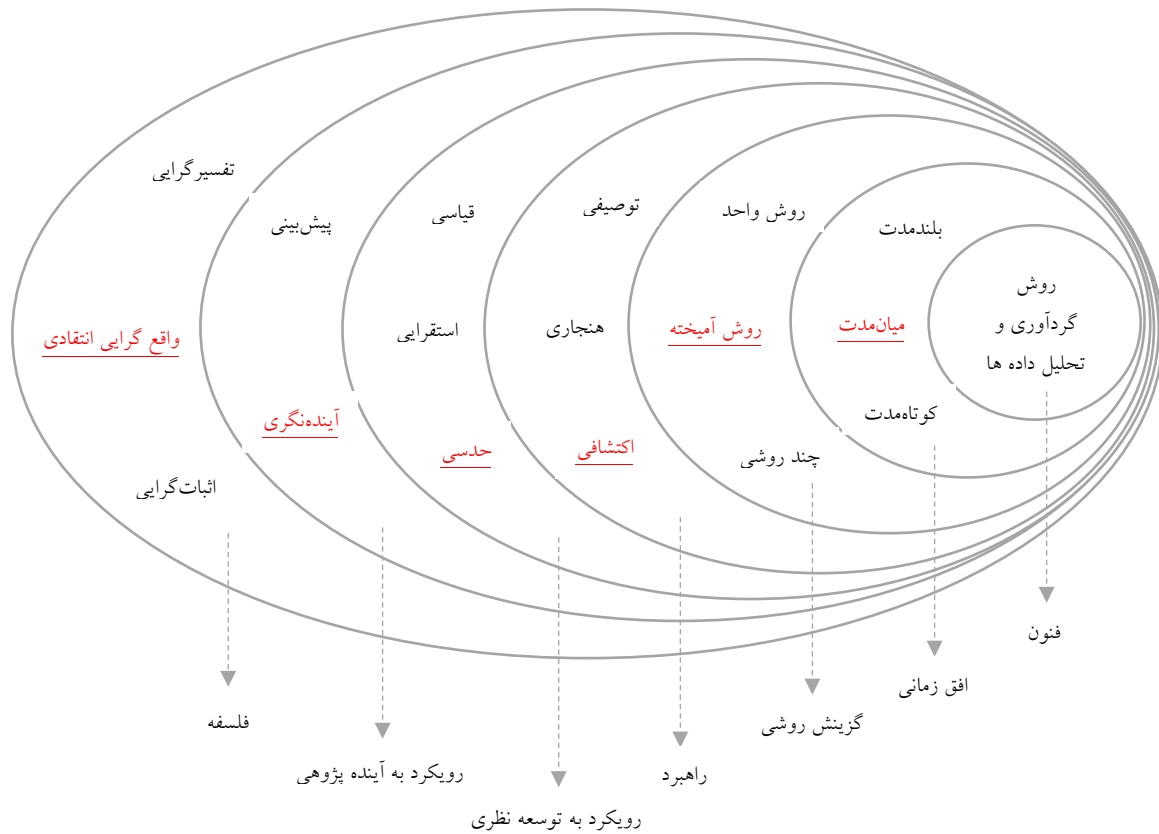 تفسیرگرایی
واقع گرایی انتقادی
اثبات‌گرایی
پیش‌بینی
آینده‌نگری
قیاسی
استقرایی
حدسی
توصیفی
هنجاری
اکتشافی
روش واحد
روش آمیخته
چند روشی
بلندمدت
میان‌مدت
کوتاه‌مدت
روش
گردآوری و
تحلیل داده ها
فلسفه
رویکرد به آینده پژوهی
رویکرد به توسعه نظری
راهبرد
گزینش روشی
افق زمانی
فنون